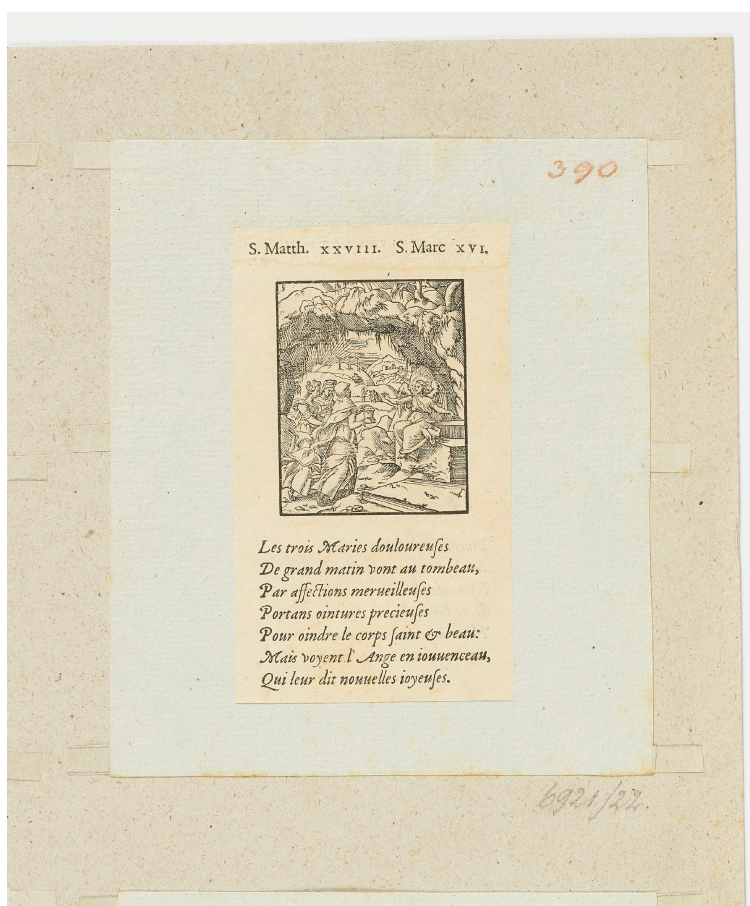 390
S. Matth. XXVIII. S. Marc XVI.
Les trois Maries douloureuſes
De grand matin vont au tombeau,
Par affections merueilleuſes
Portans ointures precieuſes
Pour oindre le corps ſaint & beau:
Mais voyent l'Ange en iouuenceau,
Qui leur dit nouuelles ioyeuſes.
6921/22.